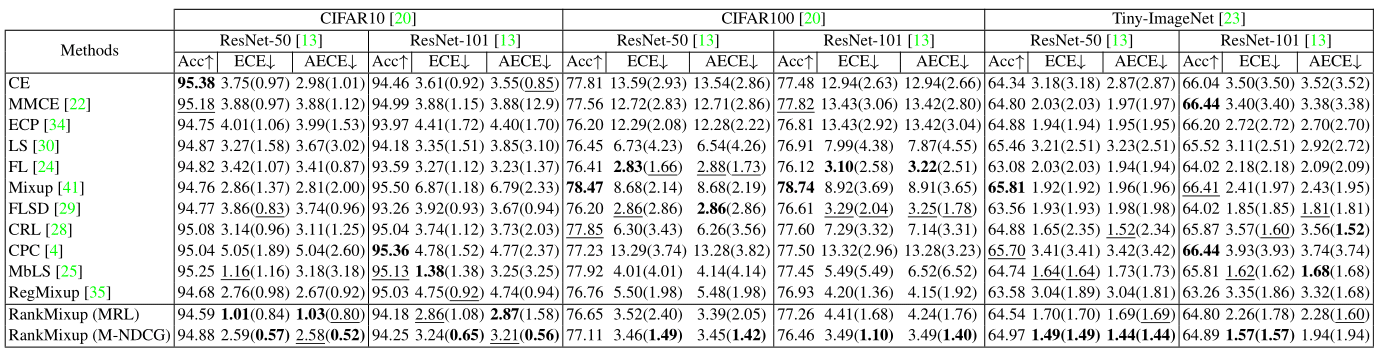 CIFAR10 [20] CIFAR100 [20] Tiny-ImageNet [23]
Methods ResNet-50 [13] ResNet-101 [13] ResNet-50 [13] ResNet-101 [13] ResNet-50 [13] ResNet-101 [13]
Acc↑ ECE↓ AECE↓ Acc↑ ECE↓ AECE↓ Acc↑ ECE↓ AECE↓ Acc↑ ECE↓ AECE↓ Acc↑ ECE↓ AECE↓ Acc↑ ECE↓ AECE↓
CE 95.38 3.75(0.97) 2.98(1.01) 94.46 3.61(0.92) 3.55(0.85) 77.81 13.59(2.93) 13.54(2.86) 77.48 12.94(2.63) 12.94(2.66) 64.34 3.18(3.18) 2.87(2.87) 66.04 3.50(3.50) 3.52(3.52)
MMCE [22] 95.18 3.88(0.97) 3.88(1.12) 94.99 3.88(1.15) 3.88(12.9) 77.56 12.72(2.83) 12.71(2.86) 77.82 13.43(3.06) 13.42(2.80) 64.80 2.03(2.03) 1.97(1.97) 66.44 3.40(3.40) 3.38(3.38)
ECP [34] 94.75 4.01(1.06) 3.99(1.53) 93.97 4.41(1.72) 4.40(1.70) 76.20 12.29(2.08) 12.28(2.22) 76.81 13.43(2.92) 13.42(3.04) 64.88 1.94(1.94) 1.95(1.95) 66.20 2.72(2.72) 2.70(2.70)
LS [30] 94.87 3.27(1.58) 3.67(3.02) 94.18 3.35(1.51) 3.85(3.10) 76.45 6.73(4.23) 6.54(4.26) 76.91 7.99(4.38) 7.87(4.55) 65.46 3.21(2.51) 3.23(2.51) 65.52 3.11(2.51) 2.92(2.72)
FL [24] 94.82 3.42(1.07) 3.41(0.87) 93.59 3.27(1.12) 3.23(1.37) 76.41 2.83(1.66) 2.88(1.73) 76.12 3.10(2.58) 3.22(2.51) 63.08 2.03(2.03) 1.94(1.94) 64.02 2.18(2.18) 2.09(2.09)
Mixup [41] 94.76 2.86(1.37) 2.81(2.00) 95.50 6.87(1.18) 6.79(2.33) 78.47 8.68(2.14) 8.68(2.19) 78.74 8.92(3.69) 8.91(3.65) 65.81 1.92(1.92) 1.96(1.96) 66.41 2.41(1.97) 2.43(1.95)
FLSD [29] 94.77 3.86(0.83) 3.74(0.96) 93.26 3.92(0.93) 3.67(0.94) 76.20 2.86(2.86) 2.86(2.86) 76.61 3.29(2.04) 3.25(1.78) 63.56 1.93(1.93) 1.98(1.98) 64.02 1.85(1.85) 1.81(1.81)
CRL [28] 95.08 3.14(0.96) 3.11(1.25) 95.04 3.74(1.12) 3.73(2.03) 77.85 6.30(3.43) 6.26(3.56) 77.60 7.29(3.32) 7.14(3.31) 64.88 1.65(2.35) 1.52(2.34) 65.87 3.57(1.60) 3.56(1.52)
CPC [4] 95.04 5.05(1.89) 5.04(2.60) 95.36 4.78(1.52) 4.77(2.37) 77.23 13.29(3.74) 13.28(3.82) 77.50 13.32(2.96) 13.28(3.23) 65.70 3.41(3.41) 3.42(3.42) 66.44 3.93(3.93) 3.74(3.74)
MbLS [25] 95.25 1.16(1.16) 3.18(3.18) 95.13 1.38(1.38) 3.25(3.25) 77.92 4.01(4.01) 4.14(4.14) 77.45 5.49(5.49) 6.52(6.52) 64.74 1.64(1.64) 1.73(1.73) 65.81 1.62(1.62) 1.68(1.68)
RegMixup [35] 94.68 2.76(0.98) 2.67(0.92) 95.03 4.75(0.92) 4.74(0.94) 76.76 5.50(1.98) 5.48(1.98) 76.93 4.20(1.36) 4.15(1.92) 63.58 3.04(1.89) 3.04(1.81) 63.26 3.35(1.86) 3.32(1.68)
RankMixup (MRL) 94.59 1.01(0.84) 1.03(0.80) 94.18 2.86(1.08) 2.87(1.58) 76.65 3.52(2.40) 3.39(2.05) 77.26 4.41(1.68) 4.24(1.76) 64.54 1.70(1.70) 1.69(1.69) 64.80 2.26(1.78) 2.28(1.60)
RankMixup (M-NDCG) 94.88 2.59(0.57) 2.58(0.52) 94.25 3.24(0.65) 3.21(0.56) 77.11 3.46(1.49) 3.45(1.42) 76.46 3.49(1.10) 3.49(1.40) 64.97 1.49(1.49) 1.44(1.44) 64.89 1.57(1.57) 1.94(1.94)